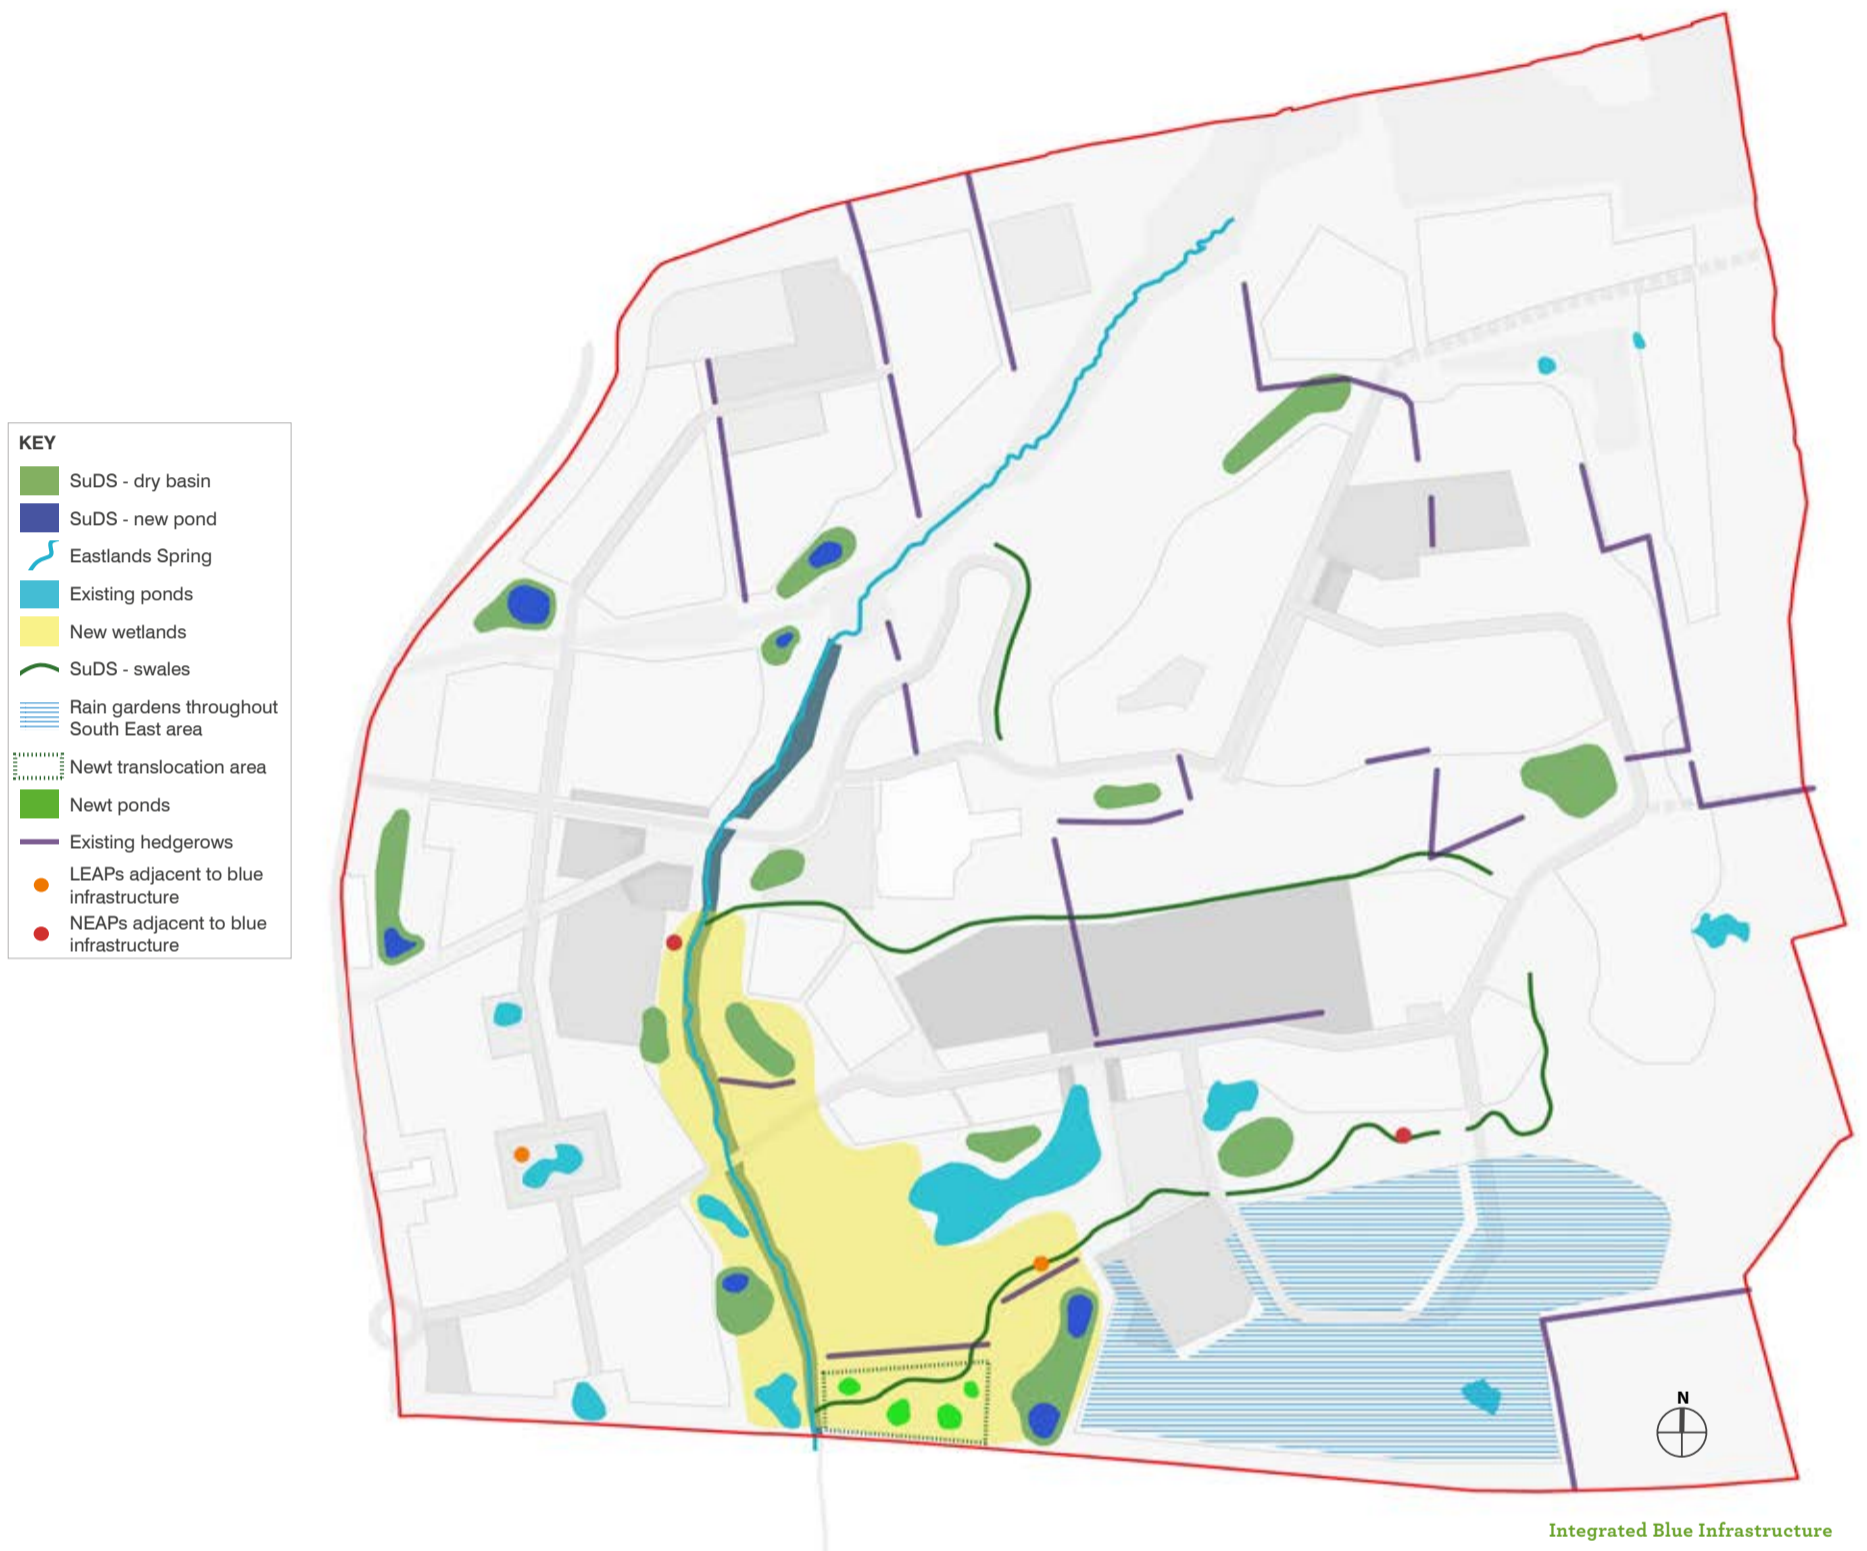 KEY
SuDS - dry basin
SuDS - new pond
Eastlands Spring
Existing ponds
New wetlands
SuDS - swales
Rain gardens throughout
South East area
Newt translocation area
Newt ponds
Existing hedgerows
LEAPs adjacent to blue
infrastructure
NEAPs adjacent to blue
infrastructure
N
Integrated Blue Infrastructure